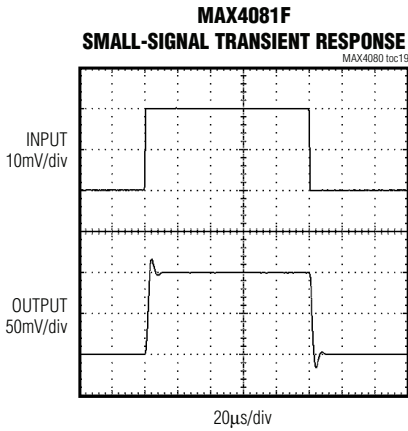 MAX4081F
SMALL-SIGNAL TRANSIENT RESPONSE
MAX4080 toc19
INPUT
10mV/div
OUTPUT
50mV/div
20μs/div